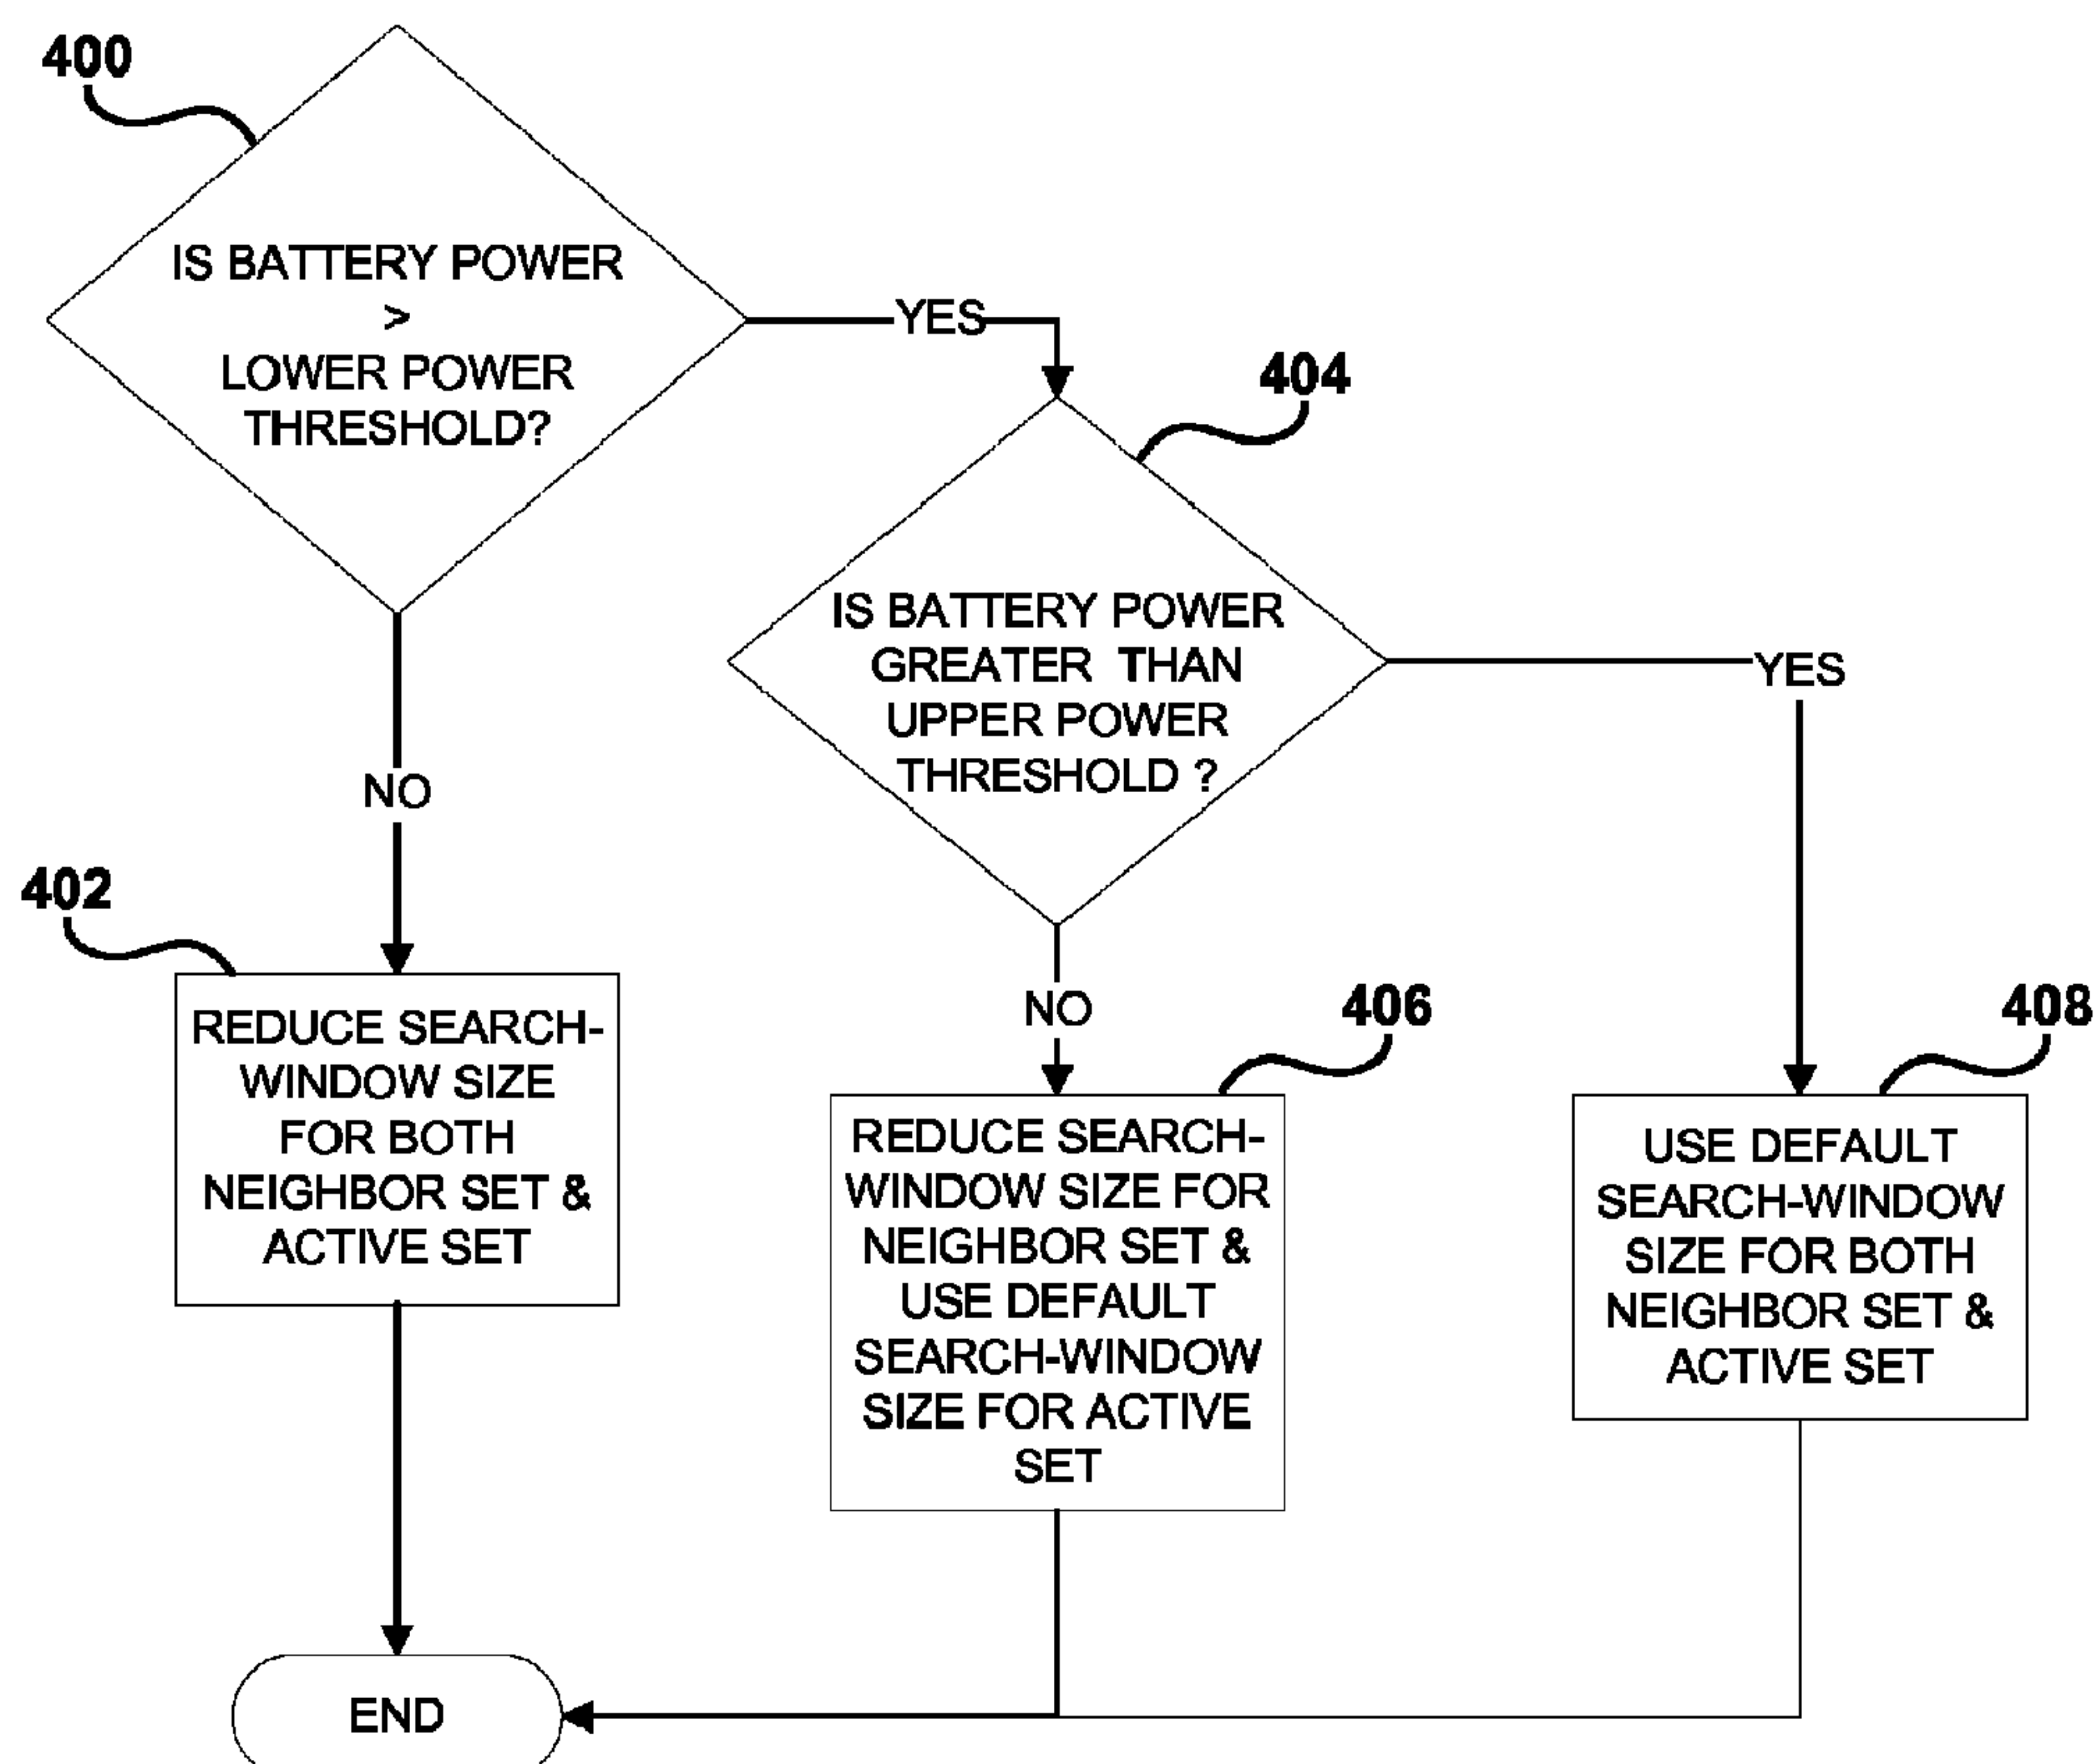 400
IS BATTERY POWER
>
LOWER POWER
THRESHOLD?
YES
404
IS BATTERY POWER
GREATER THAN
UPPER POWER
THRESHOLD ?
YES
NO
402
REDUCE SEARCH-
WINDOW SIZE
FOR BOTH
NEIGHBOR SET &
ACTIVE SET
NO
406
REDUCE SEARCH-
WINDOW SIZE FOR
NEIGHBOR SET &
USE DEFAULT
SEARCH-WINDOW
SIZE FOR ACTIVE
SET
408
USE DEFAULT
SEARCH-WINDOW
SIZE FOR BOTH
NEIGHBOR SET &
ACTIVE SET
END